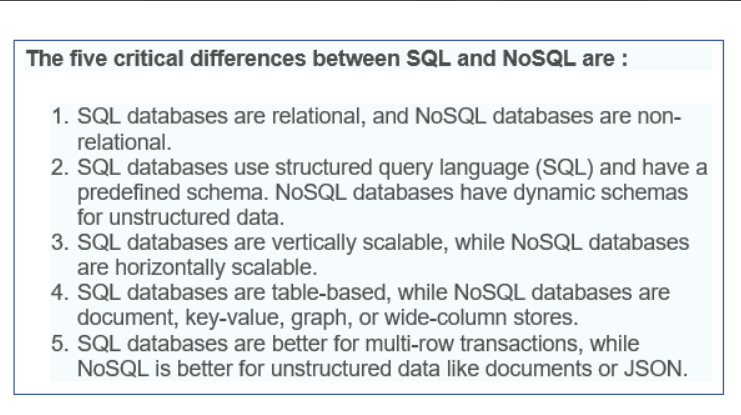 The five critical differences between SQL and NoSQL are :
1. SQL databases are relational, and NoSQL databases are non-
relational.
2. SQL databases use structured query language (SQL) and have a
predefined schema. NoSQL databases have dynamic schemas
for unstructured data.
3. SQL databases are vertically scalable, while NoSQL databases
are horizontally scalable.
4. SQL databases are table-based, while NoSQL databases are
document, key-value, graph, or wide-column stores.
5. SQL databases are better for multi-row transactions, while
NoSQL is better for unstructured data like documents or JSON.